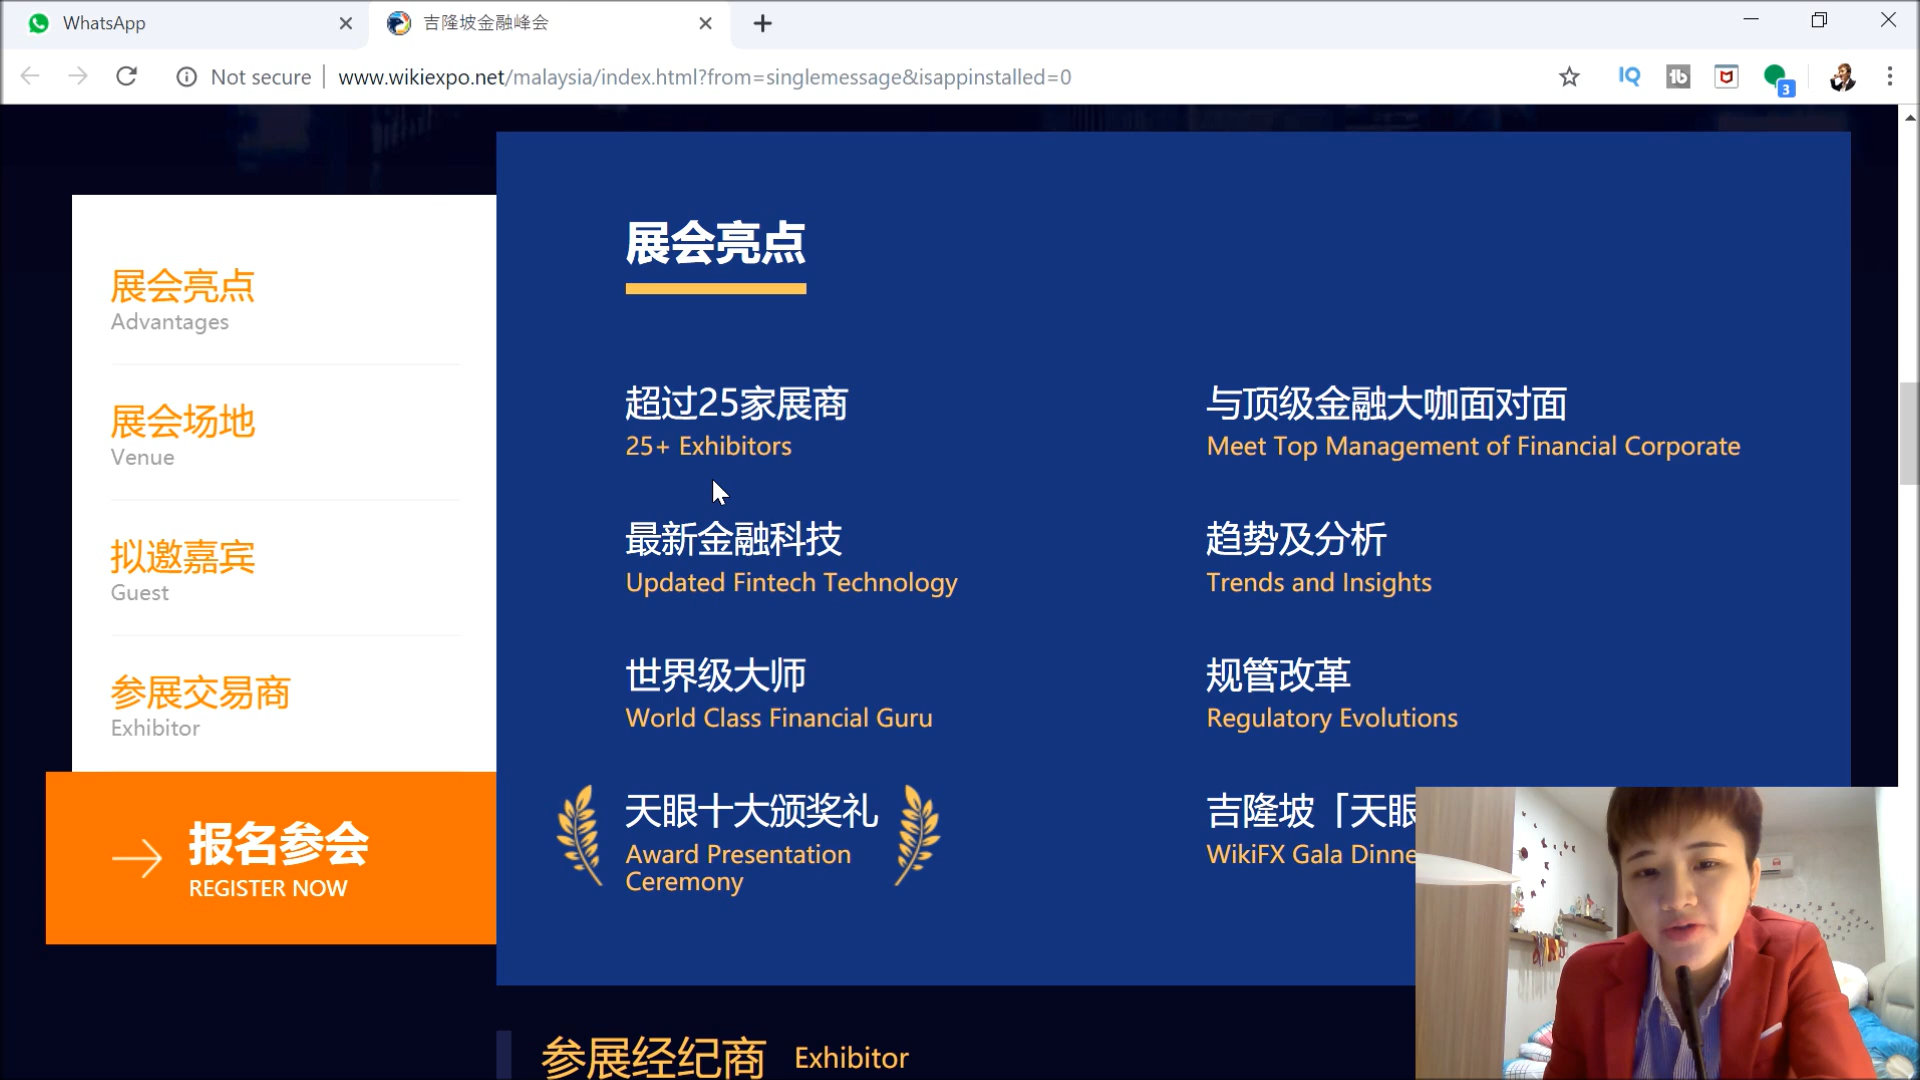 WhatsApp
吉隆坡金融峰会
Not secure
www.wikiexpo.net/malaysia/index.html?from=singlemessage&isappinstalled=0
IQ
3
展会亮点
Advantages
展会场地
Venue
拟邀嘉宾
Guest
参展交易商
Exhibitor
报名参会
REGISTER NOW
展会亮点
超过25家展商
25+ Exhibitors
与顶级金融大咖面对面
Meet Top Management of Financial Corporate
最新金融科技
Updated Fintech Technology
趋势及分析
Trends and Insights
世界级大师
World Class Financial Guru
规管改革
Regulatory Evolutions
天眼十大颁奖礼
Award Presentation
Ceremony
吉隆坡「天眼
WikiFX Gala Dinne
参展经纪商 Exhibitor